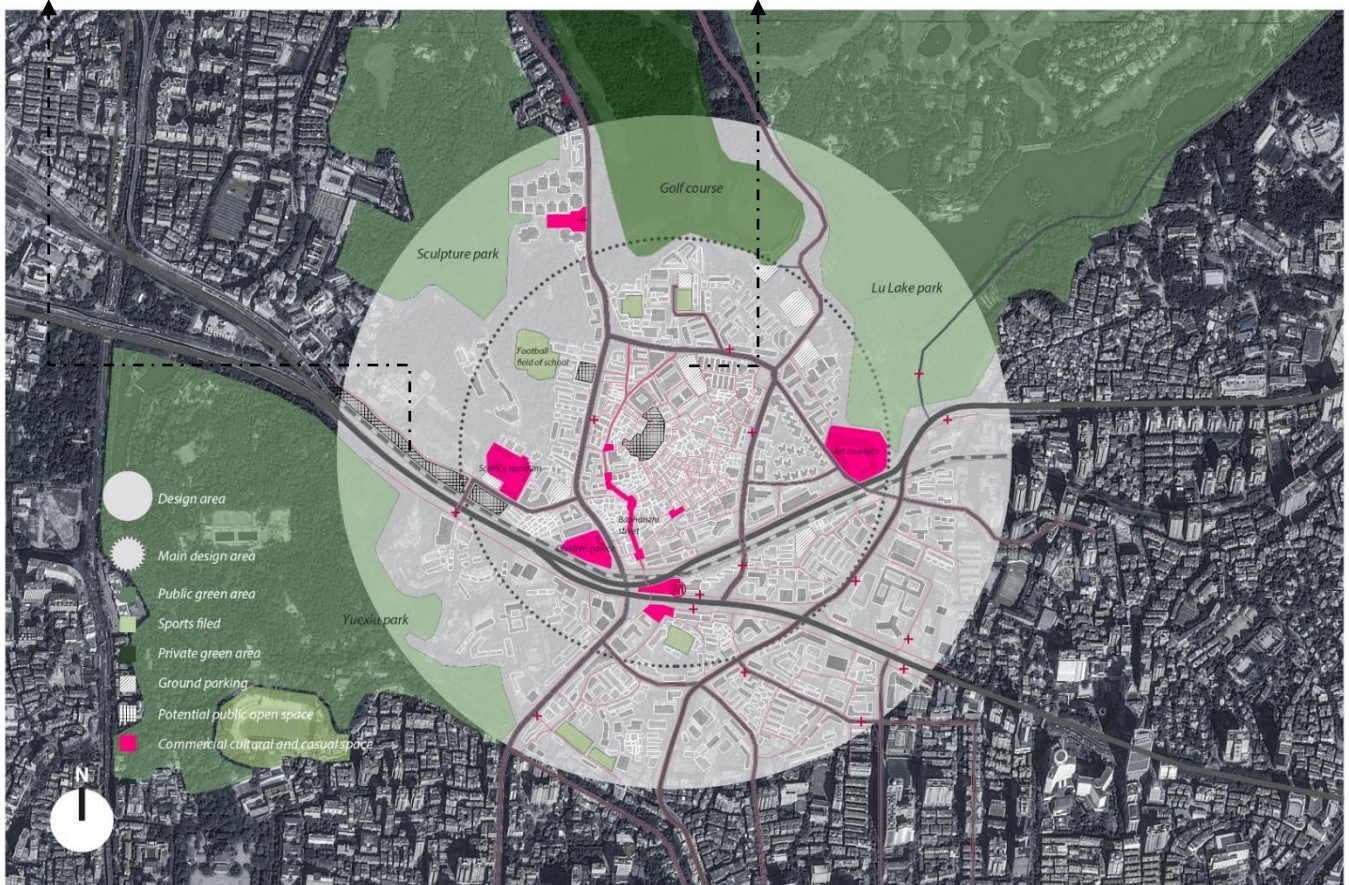 Golf course
Sculpture park
Lu Lake park
Football
field of school
Science museum
Art museum
Baihanzhi
street
Children palace
M
Yuexiu park
Design area
Main design area
Public green area
Sports filed
Private green area
Ground parking
Potential public open space
Commercial cultural and casual space
N